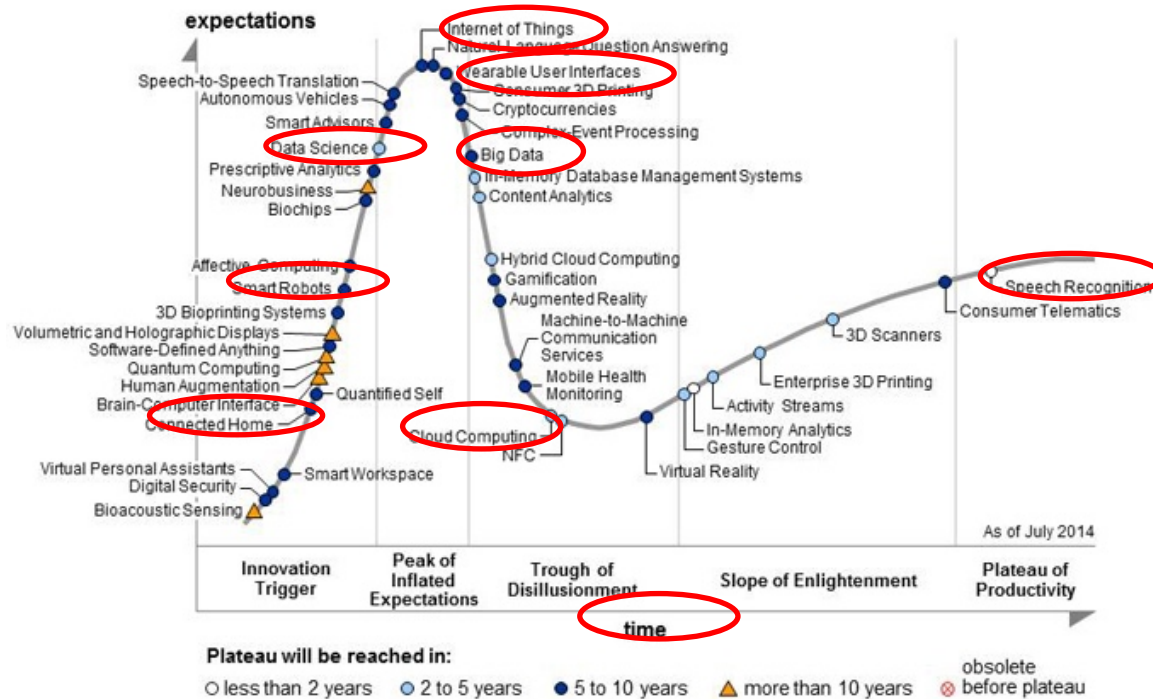 expectations
Internet of Things
Natural-Language Question Answering
Wearable User Interfaces
Speech-to-Speech Translation
Consumer 3D Printing
Autonomous Vehicles
Cryptocurrencies
Smart Advisors
Complex-Event Processing
Data Science
Big Data
Prescriptive Analytics
In-Memory Database Management Systems
Neurobusiness
Content Analytics
Biochips
Hybrid Cloud Computing
Affective Computing
Gamification
Smart Robots
Augmented Reality
Speech Recognition
Consumer Telematics
3D Bioprinting Systems
Machine-to-Machine
Communication
Services
3D Scanners
Volumetric and Holographic Displays
Software-Defined Anything
Quantum Computing
Human Augmentation
Mobile Health
Monitoring
Enterprise 3D Printing
Quantified Self
Brain-Computer Interface
Activity Streams
Connected Home
Cloud Computing
In-Memory Analytics
NFC
Gesture Control
Virtual Reality
Virtual Personal Assistants
Smart Workspace
Digital Security
Bioacoustic Sensing
As of July 2014
Innovation
Trigger
Peak of
Inflated
Expectations
Trough of
Disillusionment
Slope of Enlightenment
Plateau of
Productivity
time
Plateau will be reached in:
less than 2 years
2 to 5 years
5 to 10 years
more than 10 years
obsolete
before plateau